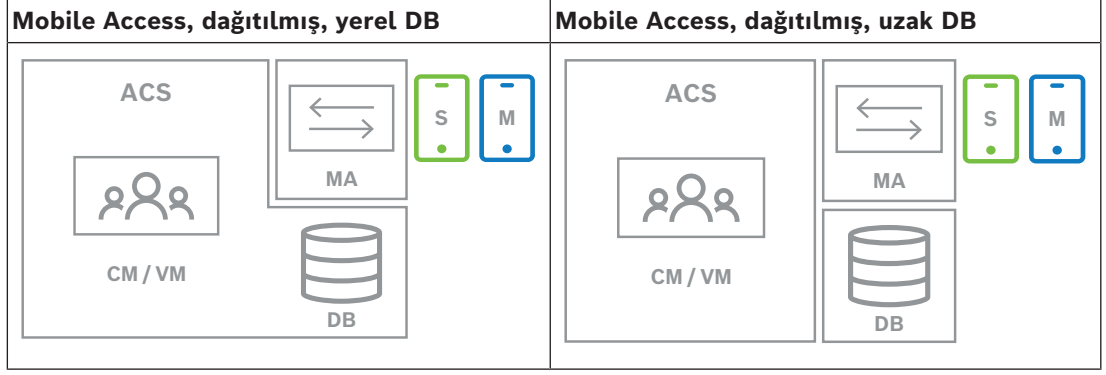 Mobile Access, dağıtılmış, yerel DB
ACS
MA
S
M
CM / VM
DB
Mobile Access, dağıtılmış, uzak DB
ACS
MA
S
M
CM / VM
DB